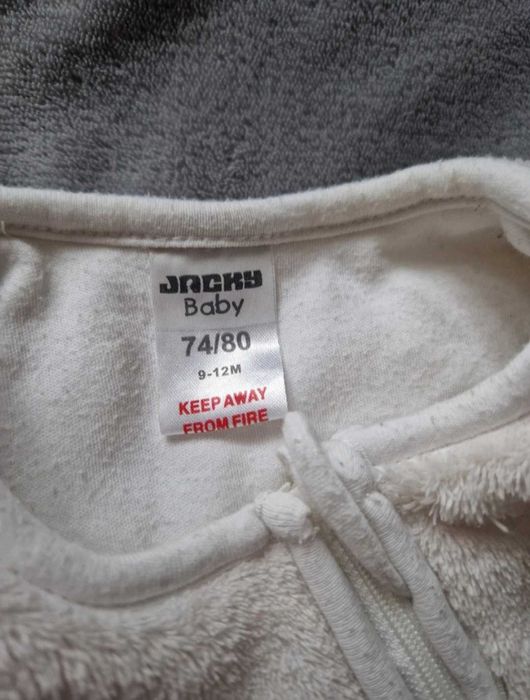 JACKY
Baby
74/80
9-12M
KEEP AWAY
FROM FIRE